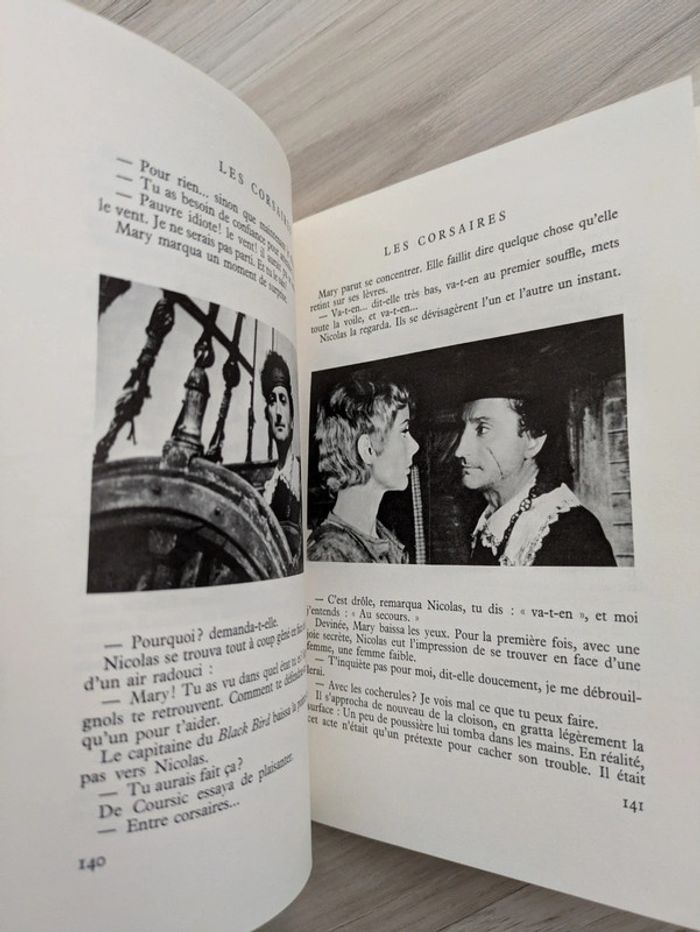 LES CORSAIRES
— Pour rien... sinon que maintenant
— Tu as besoin de confiance pour
— Pauvre idiote! le vent! il aurait
le vent. Je ne serais pas parti. Et tu le sais!
Mary marqua un moment de surprise.
— Pourquoi? demanda-t-elle.
Nicolas se trouva tout à coup gêné
d'un air radouci :
— Mary! Tu as vu dans quel état tu es?
gnols te retrouvent. Comment te
qu'un pour t'aider.
Le capitaine du Black Bird baissa la
pas vers Nicolas.
— Tu aurais fait ça?
De Coursic essaya de plaisanter.
— Entre corsaires...
140
LES CORSAIRES
Mary parut se concentrer. Elle faillit dire quelque chose qu'elle
retint sur ses lèvres.
— Va-t-en... dit-elle très bas, va-t-en au premier souffle, mets
toute la voile, et va-t-en...
Nicolas la regarda. Ils se dévisagèrent l'un et l'autre un instant.
— C'est drôle, remarqua Nicolas, tu dis : « va-t-en », et moi
j'entends : « Au secours. »
Devinée, Mary baissa les yeux. Pour la première fois, avec une
joie secrète, Nicolas eut l'impression de se trouver en face d'une
femme, une femme faible.
— T'inquiète pas pour moi, dit-elle doucement, je me débrouil-
lerai.
— Avec les cocherules? Je vois mal ce que tu peux faire.
Il s'approcha de nouveau de la cloison, en gratta légèrement la
surface : Un peu de poussière lui tomba dans les mains. En réalité,
cet acte n'était qu'un prétexte pour cacher son trouble. Il était
141